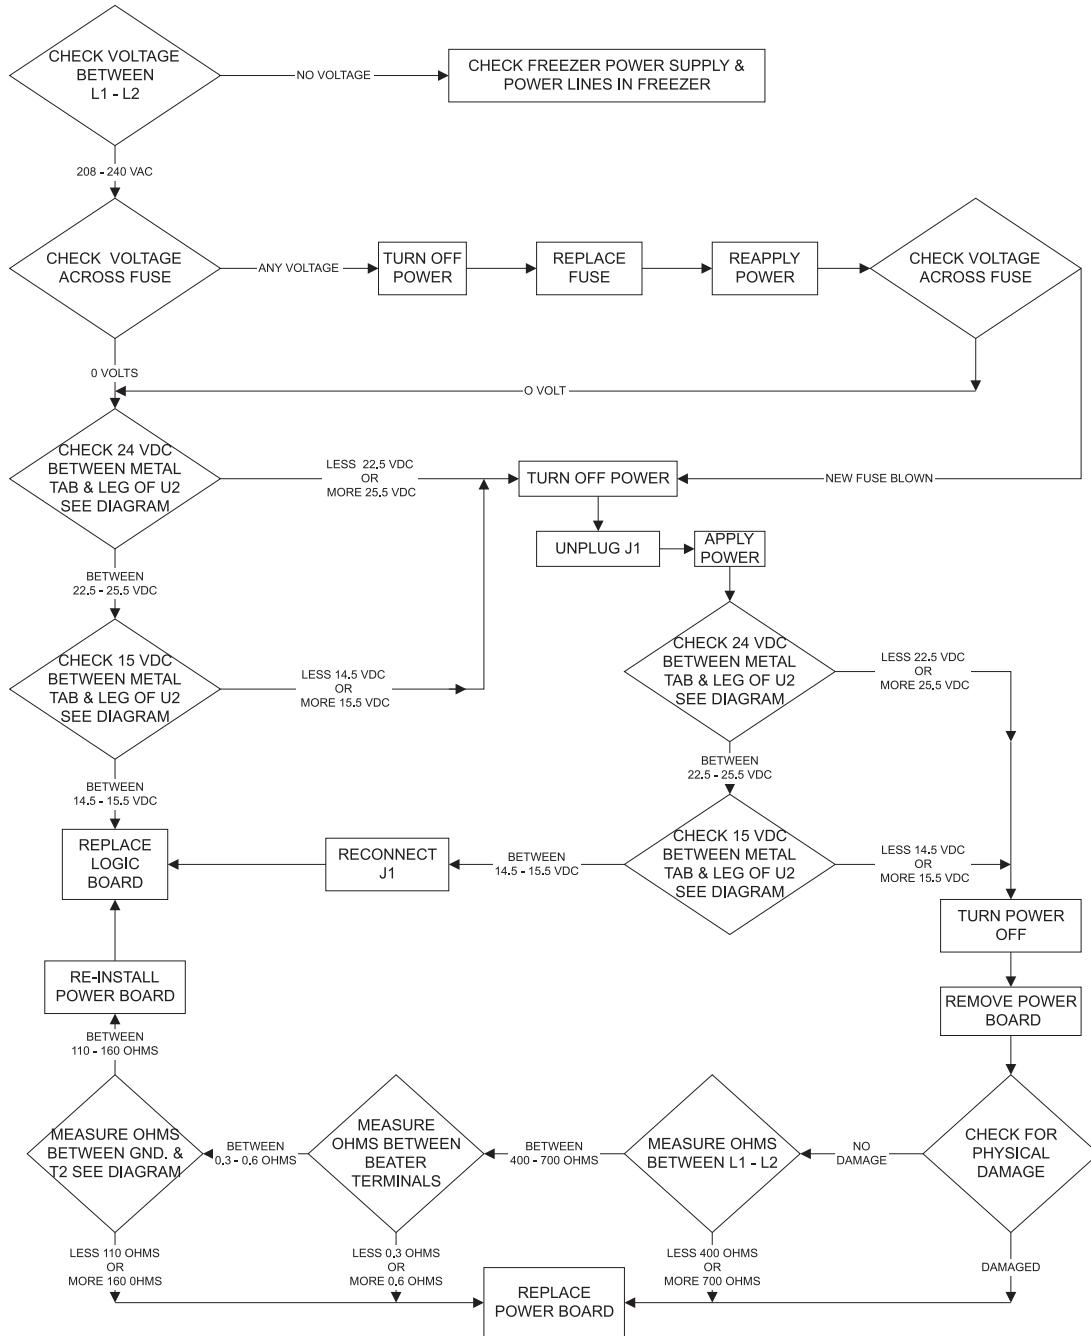 CHECK VOLTAGE
BETWEEN
L1 - L2
NO VOLTAGE
CHECK FREEZER POWER SUPPLY &
POWER LINES IN FREEZER
208 - 240 VAC
CHECK VOLTAGE
ACROSS FUSE
ANY VOLTAGE
TURN OFF
POWER
REPLACE
FUSE
REAPPLY
POWER
CHECK VOLTAGE
ACROSS FUSE
0 VOLTS
O VOLT
CHECK 24 VDC
BETWEEN METAL
TAB & LEG OF U2
SEE DIAGRAM
LESS 22.5 VDC
OR
MORE 25.5 VDC
TURN OFF POWER
NEW FUSE BLOWN
UNPLUG J1
APPLY
POWER
BETWEEN
22.5 - 25.5 VDC
CHECK 15 VDC
BETWEEN METAL
TAB & LEG OF U2
SEE DIAGRAM
LESS 14.5 VDC
OR
MORE 15.5 VDC
CHECK 24 VDC
BETWEEN METAL
TAB & LEG OF U2
SEE DIAGRAM
LESS 22.5 VDC
OR
MORE 25.5 VDC
BETWEEN
22.5 - 25.5 VDC
BETWEEN
14.5 - 15.5 VDC
REPLACE
LOGIC
BOARD
RECONNECT
J1
BETWEEN
14.5 - 15.5 VDC
CHECK 15 VDC
BETWEEN METAL
TAB & LEG OF U2
SEE DIAGRAM
LESS 14.5 VDC
OR
MORE 15.5 VDC
TURN POWER
OFF
RE-INSTALL
POWER BOARD
REMOVE POWER
BOARD
BETWEEN
110 - 160 OHMS
MEASURE OHMS
BETWEEN GND. &
T2 SEE DIAGRAM
BETWEEN
0.3 - 0.6 OHMS
MEASURE
OHMS BETWEEN
BEATER
TERMINALS
BETWEEN
400 - 700 OHMS
MEASURE OHMS
BETWEEN L1 - L2
NO
DAMAGE
CHECK FOR
PHYSICAL
DAMAGE
LESS 110 OHMS
OR
MORE 160 0HMS
LESS 0.3 OHMS
OR
MORE 0.6 OHMS
LESS 400 OHMS
OR
MORE 700 OHMS
DAMAGED
REPLACE
POWER BOARD